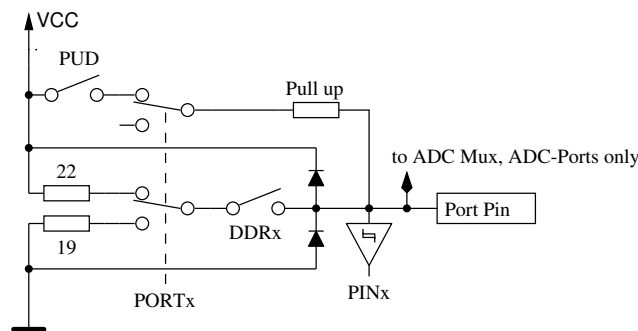 VCC
PUD
Pull up
to ADC Mux, ADC-Ports only
22
Port Pin
DDRx
19
PORTx
PINx